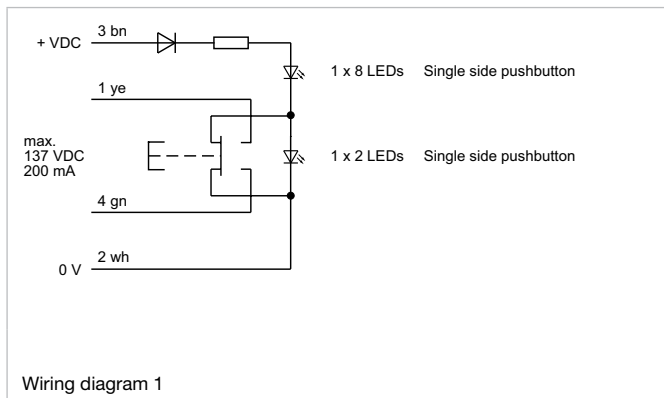 3 bn
+ VDC
1 x 8 LEDs Single side pushbutton
1 ye
max.
137 VDC
200 mA
1 x 2 LEDs Single side pushbutton
4 gn
2 wh
0 V
Wiring diagram 1